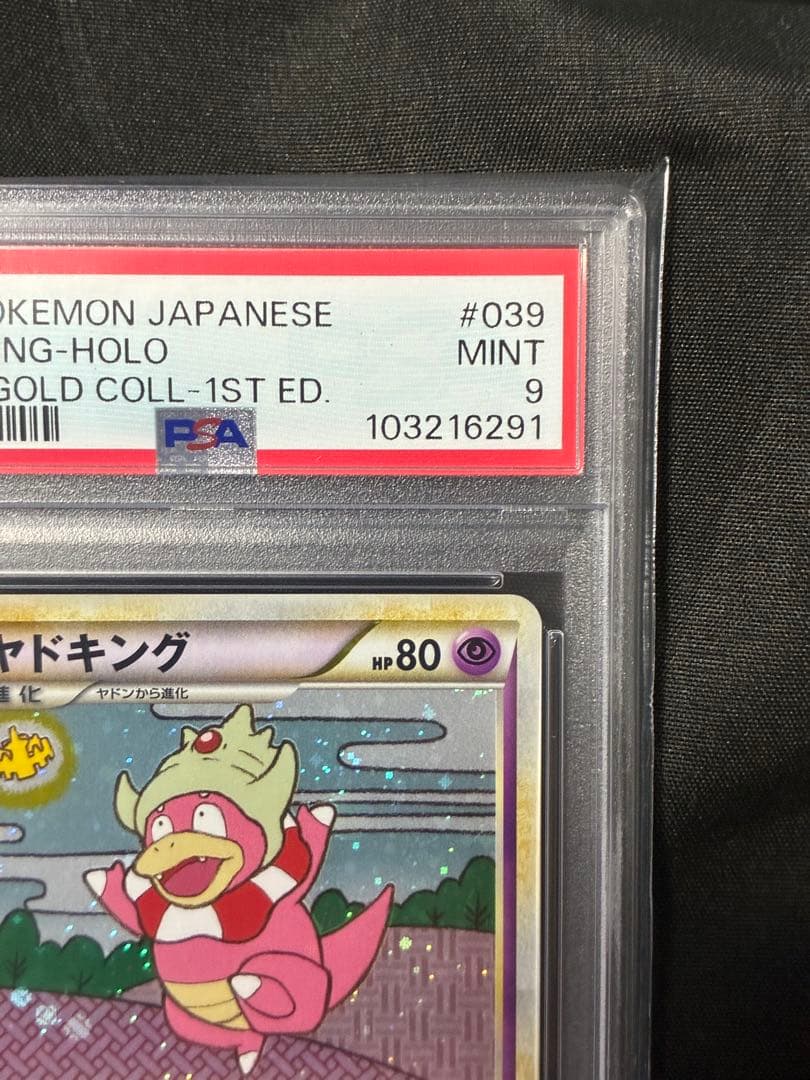 OKEMON JAPANESE #039
NG-HOLO MINT
GOLD COLL-1ST ED. 9
PSA 103216291
ヤドキング HP80
進化 ヤドンから進化